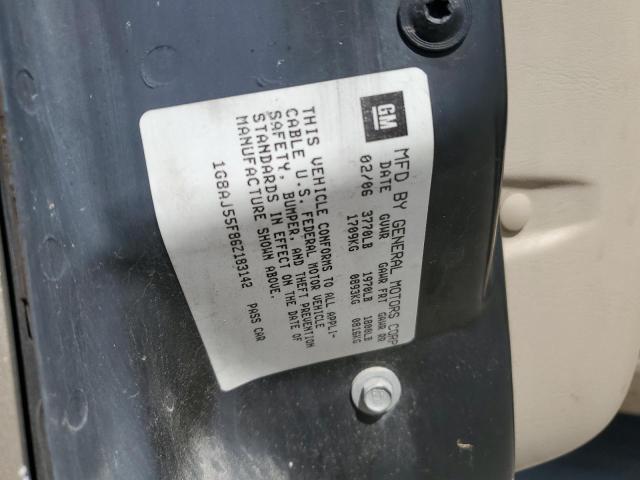 GM
MFD BY GENERAL MOTORS CORP
DATE GVWR GAWR FRT GAWR RR
02/06 3770LB 1970LB 1800LB
1709KG 0893KG 0816KG
THIS VEHICLE CONFORMS TO ALL APPLI-
CABLE U.S. FEDERAL MOTOR VEHICLE
SAFETY, BUMPER, AND THEFT PREVENTION
STANDARDS IN EFFECT ON THE DATE OF
MANUFACTURE SHOWN ABOVE.
1G8AJ55F86Z183142 PASS CAR